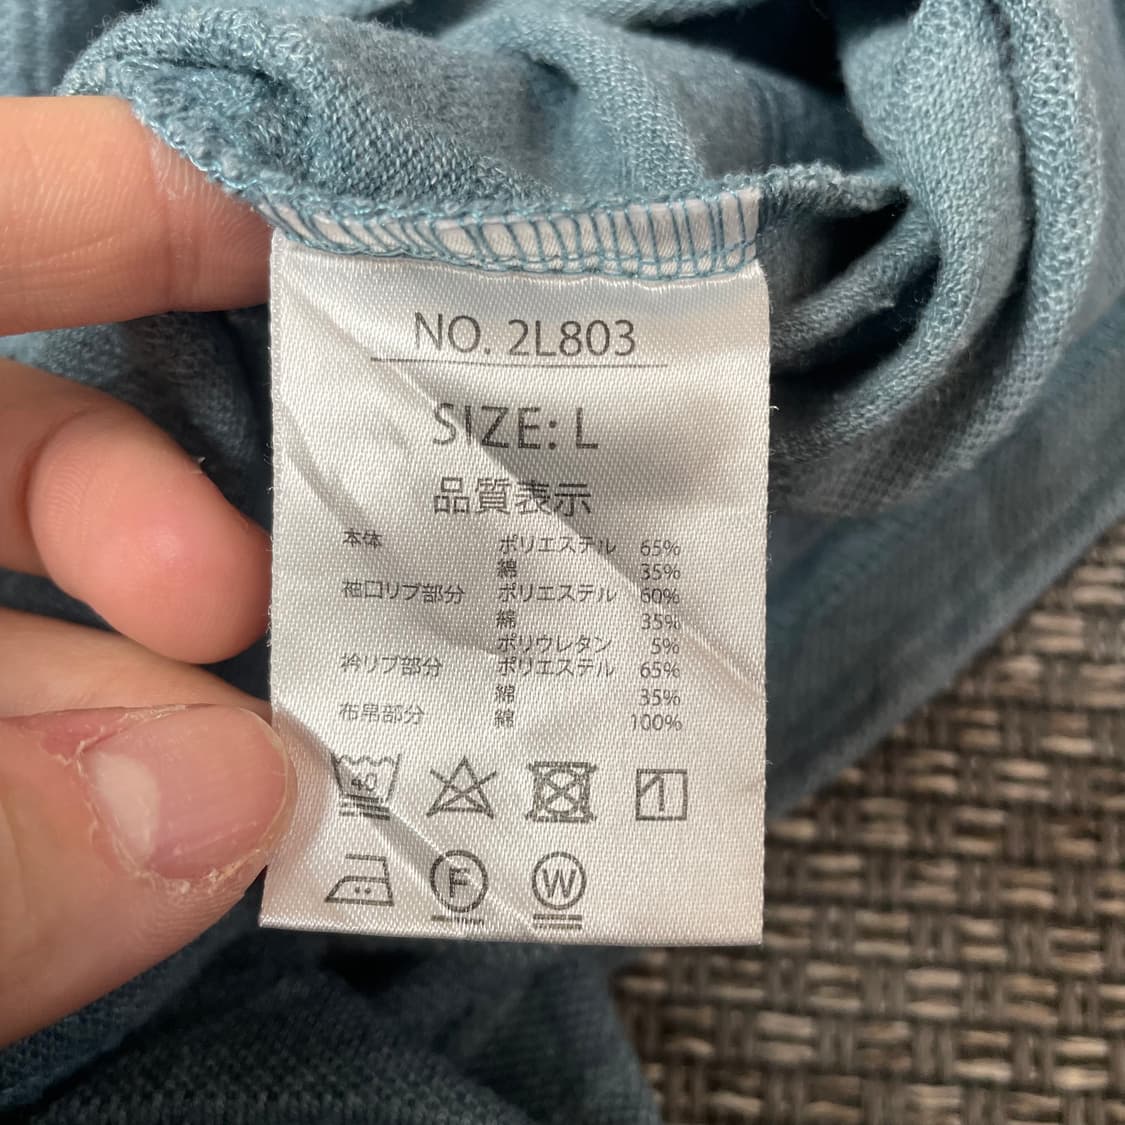 NO. 2L803
SIZE: L
品質表示
本体 ポリエステル 65%
綿 35%
袖口リブ部分 ポリエステル 60%
綿 35%
ポリウレタン 5%
衿リブ部分 ポリエステル 65%
綿 35%
布帛部分 綿 100%
40
F W